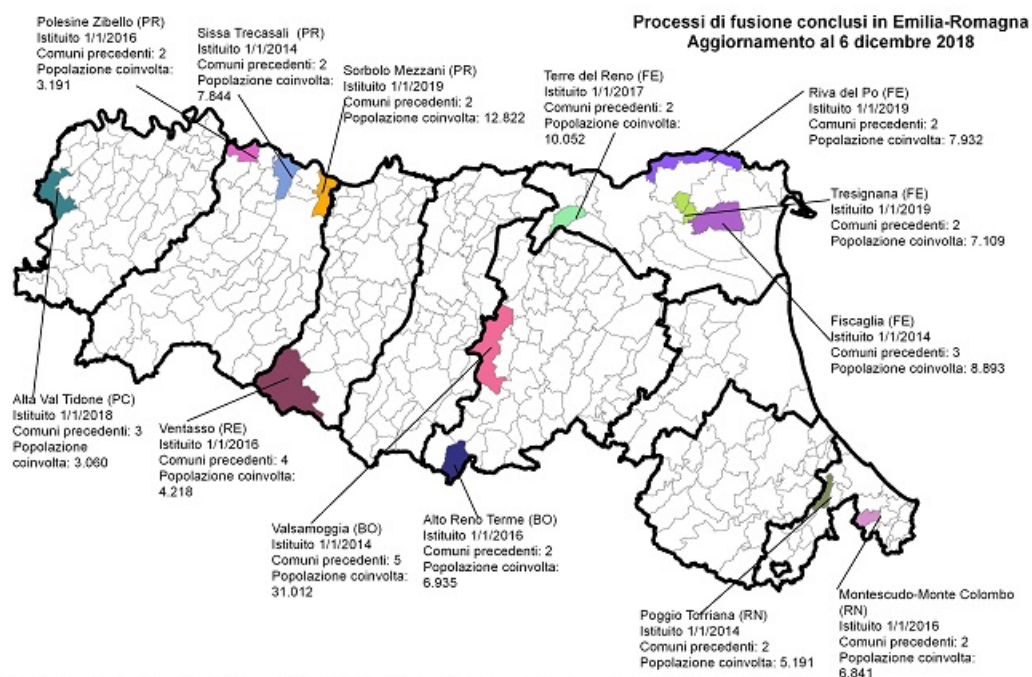 Processi di fusione conclusi in Emilia-Romagna
Aggiornamento al 6 dicembre 2018
Polesine Zibello (PR)
Istituito 1/1/2016
Comuni precedenti: 2
Popolazione coinvolta:
3.191
Sissa Trecasali (PR)
Istituito 1/1/2014
Comuni precedenti: 2
Popolazione coinvolta:
7.844
Sorbolo Mezzani (PR)
Istituito 1/1/2019
Comuni precedenti: 2
Popolazione coinvolta: 12.822
Terre del Reno (FE)
Istituito 1/1/2017
Comuni precedenti: 2
Popolazione coinvolta:
10.052
Riva del Po (FE)
Istituito 1/1/2019
Comuni precedenti: 2
Popolazione coinvolta: 7.932
Tresignana (FE)
Istituito 1/1/2019
Comuni precedenti: 2
Popolazione coinvolta: 7.109
Fiscaglia (FE)
Istituito 1/1/2014
Comuni precedenti: 3
Popolazione coinvolta:
8.893
Alta Val Tidone (PC)
Istituito 1/1/2018
Comuni precedenti: 3
Popolazione
coinvolta: 3.060
Ventasso (RE)
Istituito 1/1/2016
Comuni precedenti: 4
Popolazione coinvolta:
4.218
Valsamoggia (BO)
Istituito 1/1/2014
Comuni precedenti: 5
Popolazione coinvolta:
31.012
Alto Reno Terme (BO)
Istituito 1/1/2016
Comuni precedenti: 2
Popolazione coinvolta:
6.935
Poggio Torriana (RN)
Istituito 1/1/2014
Comuni precedenti: 2
Popolazione coinvolta: 5.191
Montescudo-Monte Colombo
(RN)
Istituito 1/1/2016
Comuni precedenti: 2
Popolazione coinvolta:
6.841